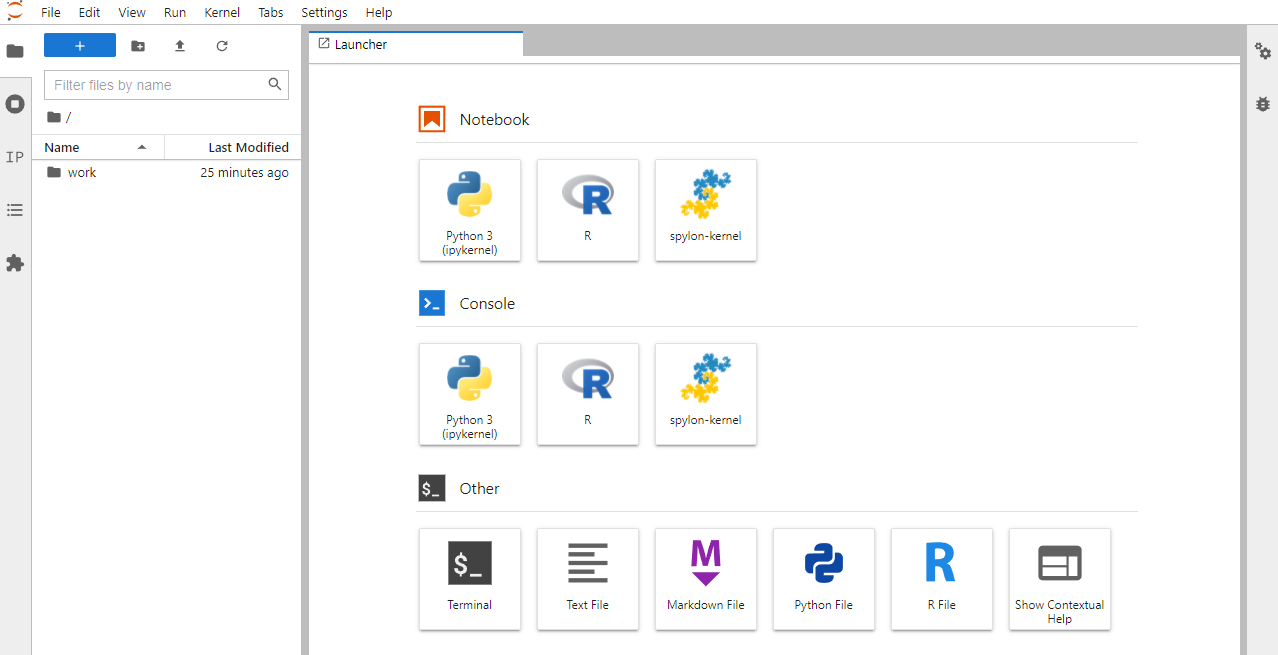 File Edit View Run Kernel Tabs Settings Help
+
Launcher
Filter files by name
/
Name Last Modified
work 25 minutes ago
IP
Notebook
Python 3
(ipykernel)
R
spylon-kernel
Console
Python 3
(ipykernel)
R
spylon-kernel
$_ Other
$_
Terminal
Text File
M
Markdown File
Python File
R
R File
Show Contextual
Help